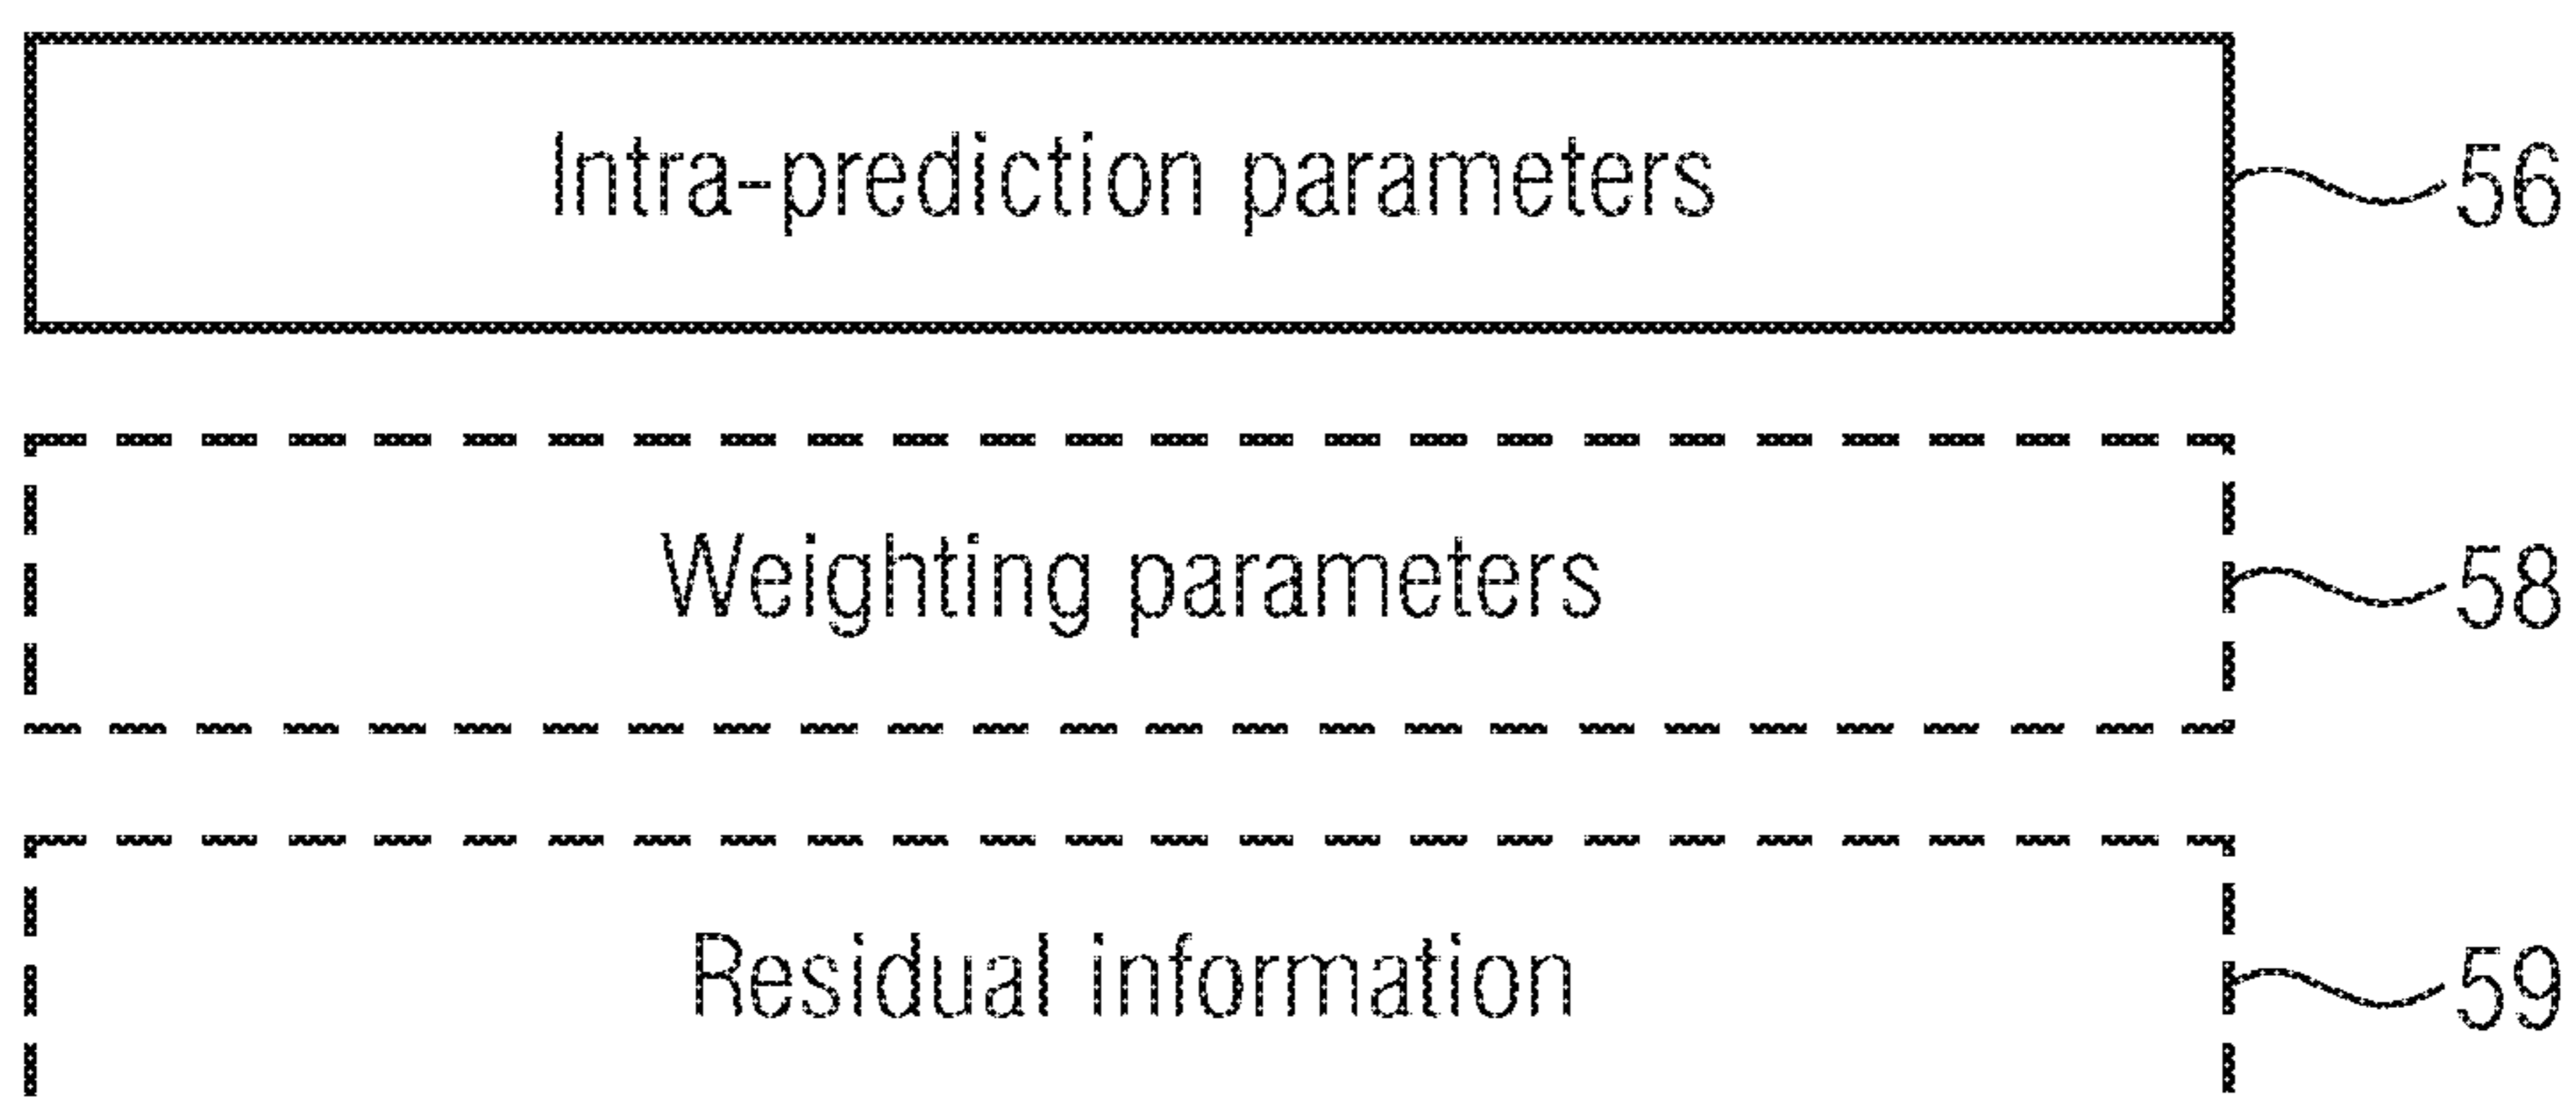 Intra-prediction parameters 56
Weighting parameters 58
Residual information 59